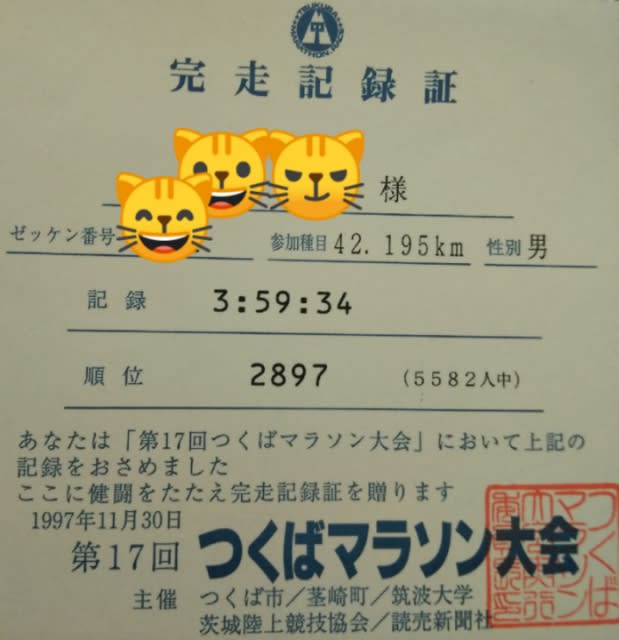 TSUKUBA
MARATHON
完走記録証
様
ゼッケン番号 参加種目 42.195km 性別 男
記録 3:59:34
順位 2897 (5582人中)
あなたは「第17回つくばマラソン大会」において上記の
記録をおさめました
ここに健闘をたたえ完走記録証を贈ります
1997年11月30日
第17回 つくばマラソン大会
主催 つくば市/茎崎町/筑波大学
茨城陸上競技協会/読売新聞社